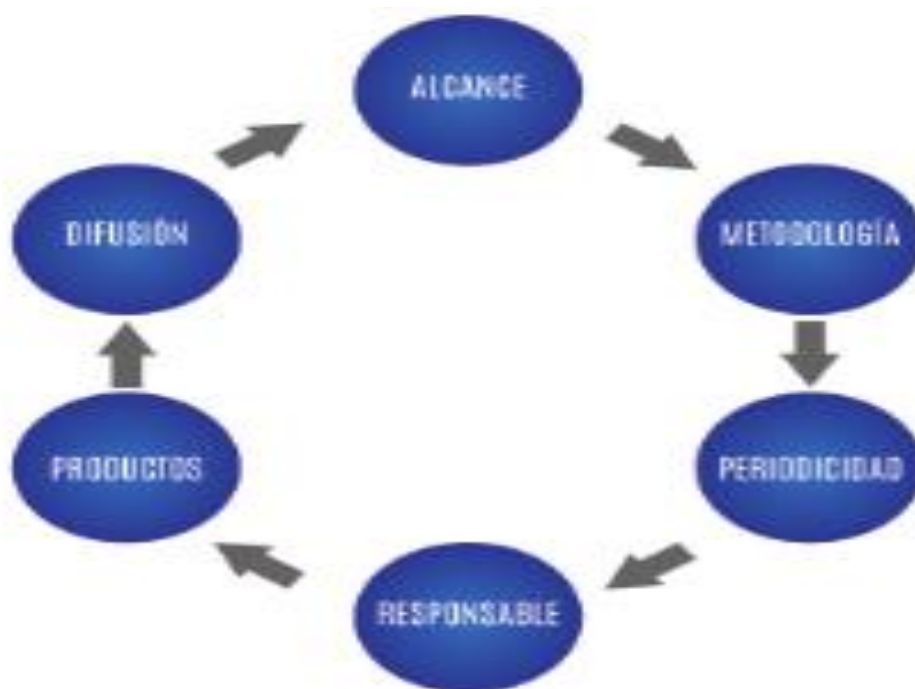 ALCANCE
METODOLOGÍA
PERIODICIDAD
RESPONSABLE
PRODUCTOS
DIFUSIÓN